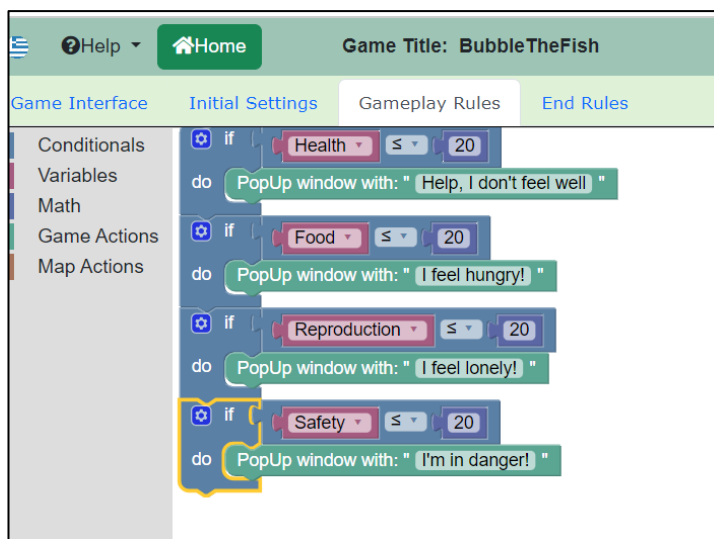 Help Home Game Title: BubbleTheFish
Game Interface Initial Settings Gameplay Rules End Rules
Conditionals
Variables
Math
Game Actions
Map Actions
if Health ≤ 20
do PopUp window with: " Help, I don't feel well "
if Food ≤ 20
do PopUp window with: " I feel hungry! "
if Reproduction ≤ 20
do PopUp window with: " I feel lonely! "
if Safety ≤ 20
do PopUp window with: " I'm in danger! "